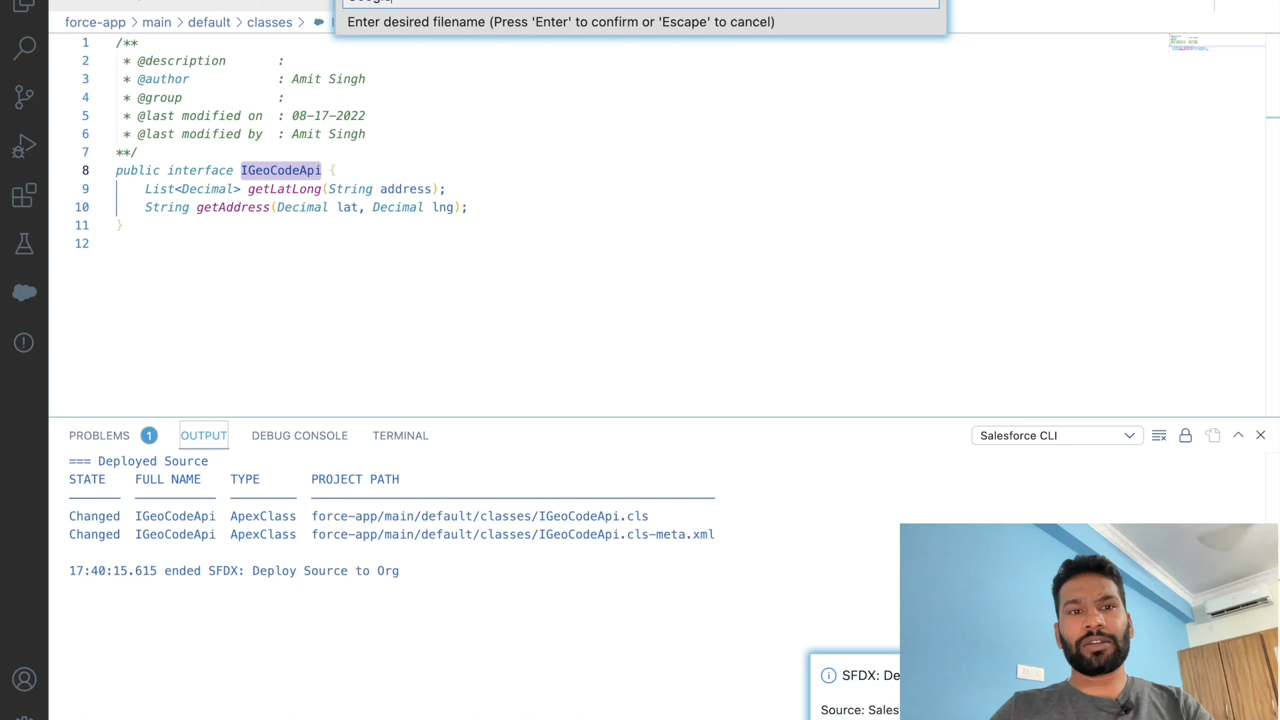 Enter desired filename (Press 'Enter' to confirm or 'Escape' to cancel)
force-app > main > default > classes >
1 /**
2 * @description :
3 * @author : Amit Singh
4 * @group :
5 * @last modified on : 08-17-2022
6 * @last modified by : Amit Singh
7 **/
8 public interface IGeoCodeApi {
9 List<Decimal> getLatLong(String address);
10 String getAddress(Decimal lat, Decimal lng);
11 }
12
PROBLEMS 1 OUTPUT DEBUG CONSOLE TERMINAL Salesforce CLI
=== Deployed Source
STATE FULL NAME TYPE PROJECT PATH
Changed IGeoCodeApi ApexClass force-app/main/default/classes/IGeoCodeApi.cls
Changed IGeoCodeApi ApexClass force-app/main/default/classes/IGeoCodeApi.cls-meta.xml
17:40:15.615 ended SFDX: Deploy Source to Org
SFDX: De
Source: Sales